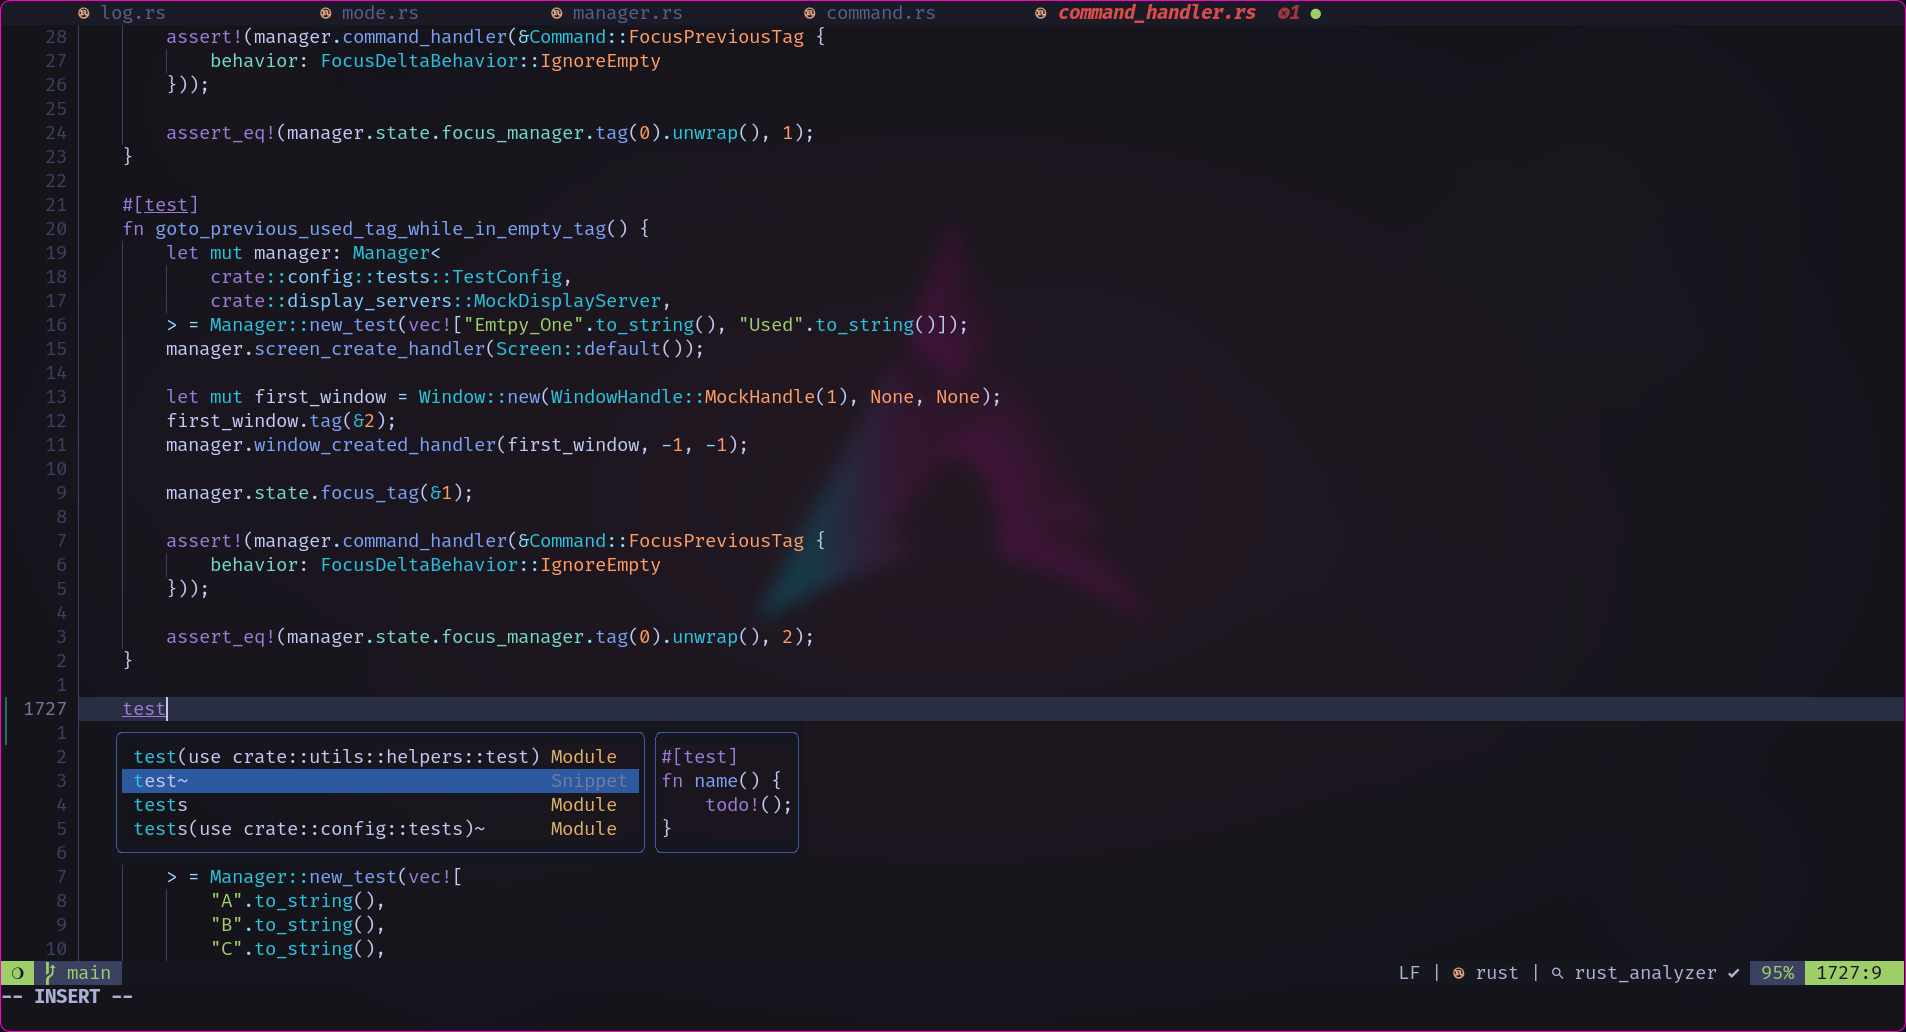 log.rs mode.rs manager.rs command.rs command_handler.rs 1
28 assert!(manager.command_handler(&Command::FocusPreviousTag {
27 behavior: FocusDeltaBehavior::IgnoreEmpty
26 }));
25
24 assert_eq!(manager.state.focus_manager.tag(0).unwrap(), 1);
23 }
22
21 #[test]
20 fn goto_previous_used_tag_while_in_empty_tag() {
19 let mut manager: Manager<
18 crate::config::tests::TestConfig,
17 crate::display_servers::MockDisplayServer,
16 > = Manager::new_test(vec!["Emtpy_One".to_string(), "Used".to_string()]);
15 manager.screen_create_handler(Screen::default());
14
13 let mut first_window = Window::new(WindowHandle::MockHandle(1), None, None);
12 first_window.tag(&2);
11 manager.window_created_handler(first_window, -1, -1);
10
9 manager.state.focus_tag(&1);
8
7 assert!(manager.command_handler(&Command::FocusPreviousTag {
6 behavior: FocusDeltaBehavior::IgnoreEmpty
5 }));
4
3 assert_eq!(manager.state.focus_manager.tag(0).unwrap(), 2);
2 }
1
1727 test
1
2 test(use crate::utils::helpers::test) Module #[test]
3 test~ Snippet fn name() {
4 tests Module todo!();
5 tests(use crate::config::tests)~ Module }
6
7 > = Manager::new_test(vec![
8 "A".to_string(),
9 "B".to_string(),
10 "C".to_string(),
main LF | rust | rust_analyzer ✓ 95% 1727:9
-- INSERT --